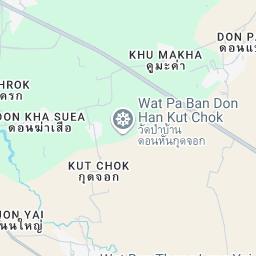 DON P
ดอนแ
KHU MAKHA
คูมะค่า
HROK
ครก
Wat Pa Ban Don
Han Kut Chok
วัดป่าบ้าน
ดอนหันกุดจอก
DON KHA SUEA
ดอนฆ่าเสือ
KUT CHOK
กุดจอก
ON YAI
นนใหญ่